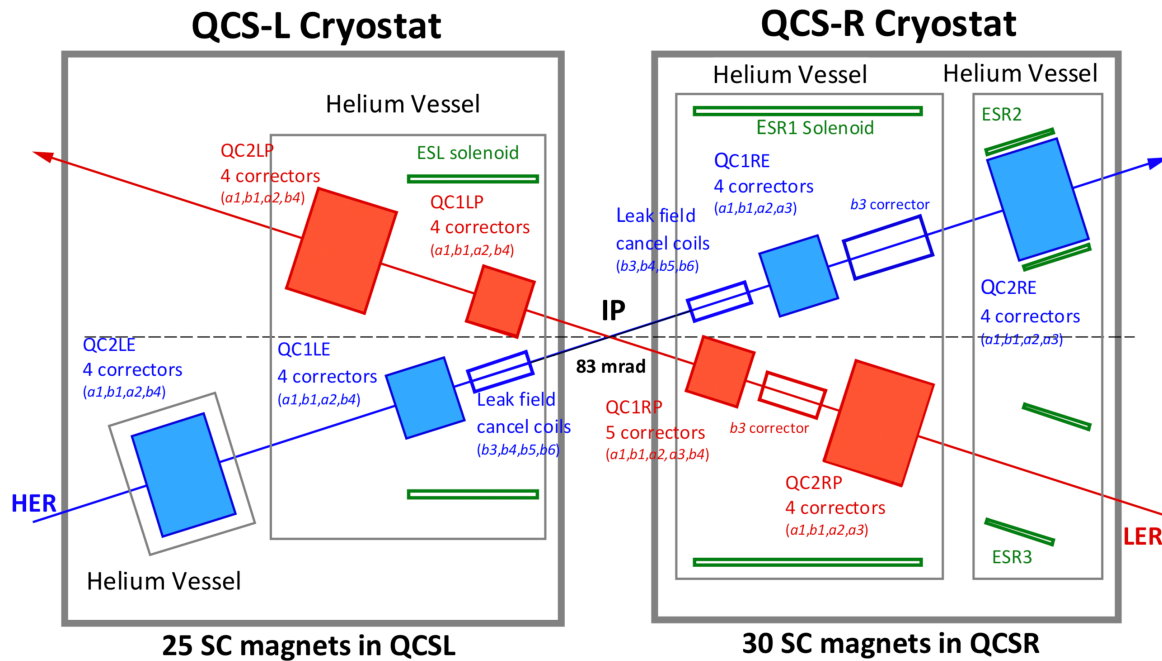 QCS-L Cryostat
QCS-R Cryostat
Helium Vessel
QC2LP
4 correctors
(a1,b1,a2,b4)
ESL solenoid
QC1LP
4 correctors
(a1,b1,a2,b4)
QC2LE
4 correctors
(a1,b1,a2,b4)
QC1LE
4 correctors
(a1,b1,a2,b4)
Leak field
cancel coils
(b3,b4,b5,b6)
HER
Helium Vessel
25 SC magnets in QCSL
IP
83 mrad
Helium Vessel
Helium Vessel
ESR1 Solenoid
ESR2
QC1RE
4 correctors
(a1,b1,a2,a3)
b3 corrector
Leak field
cancel coils
(b3,b4,b5,b6)
QC2RE
4 correctors
(a1,b1,a2,a3)
QC1RP
5 correctors
(a1,b1,a2,a3,b4)
b3 corrector
QC2RP
4 correctors
(a1,b1,a2,a3)
ESR3
LER
30 SC magnets in QCSR